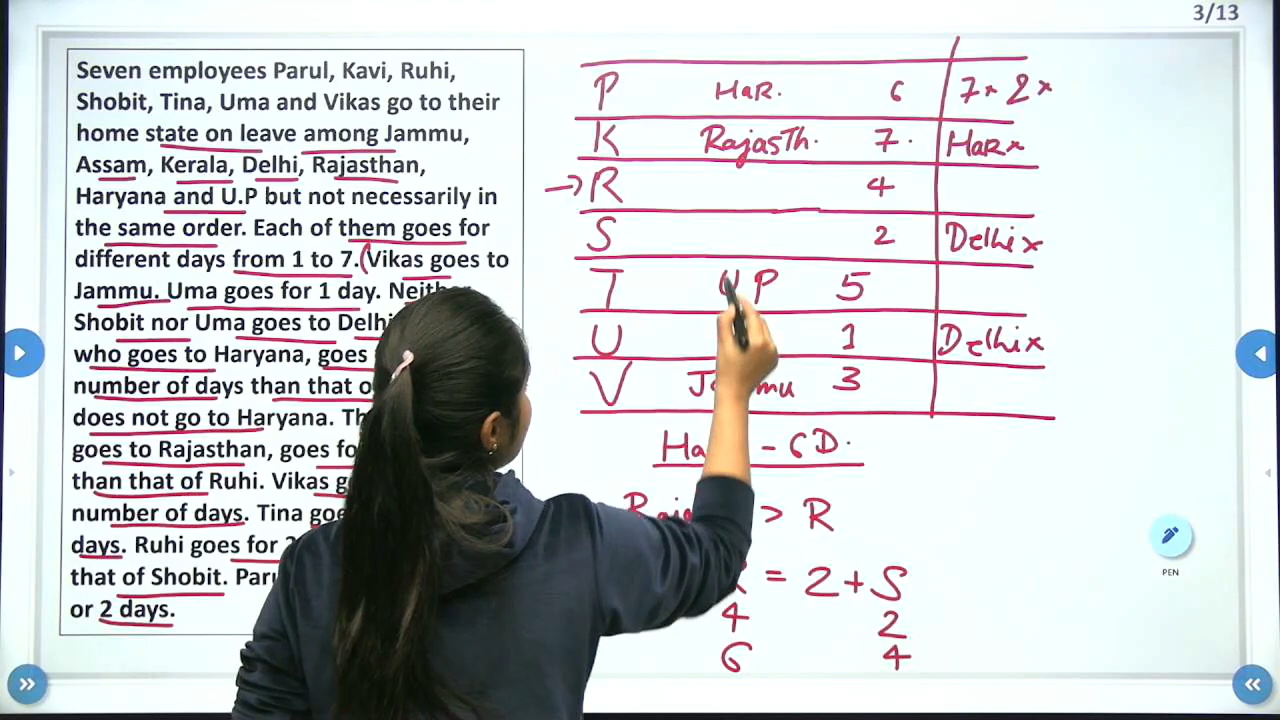 3/13
Seven employees Parul, Kavi, Ruhi,
Shobit, Tina, Uma and Vikas go to their
home state on leave among Jammu,
Assam, Kerala, Delhi, Rajasthan,
Haryana and U.P but not necessarily in
the same order. Each of them goes for
different days from 1 to 7. Vikas goes to
Jammu. Uma goes for 1 day. Neither
Shobit nor Uma goes to Delhi
who goes to Haryana, goes
number of days than that
does not go to Haryana.
goes to Rajasthan, goes
than that of Ruhi. Vikas
number of days. Tina
days. Ruhi goes for
that of Shobit.
or 2 days.
P HaR. 6 7× 2×
K Rajasth. 7. HaR×
→R 4
S 2 Delhi×
T UP 5
U 1 Delhi×
V 3
- 6D.
> R
= 2+S
4 2
6 4
PEN